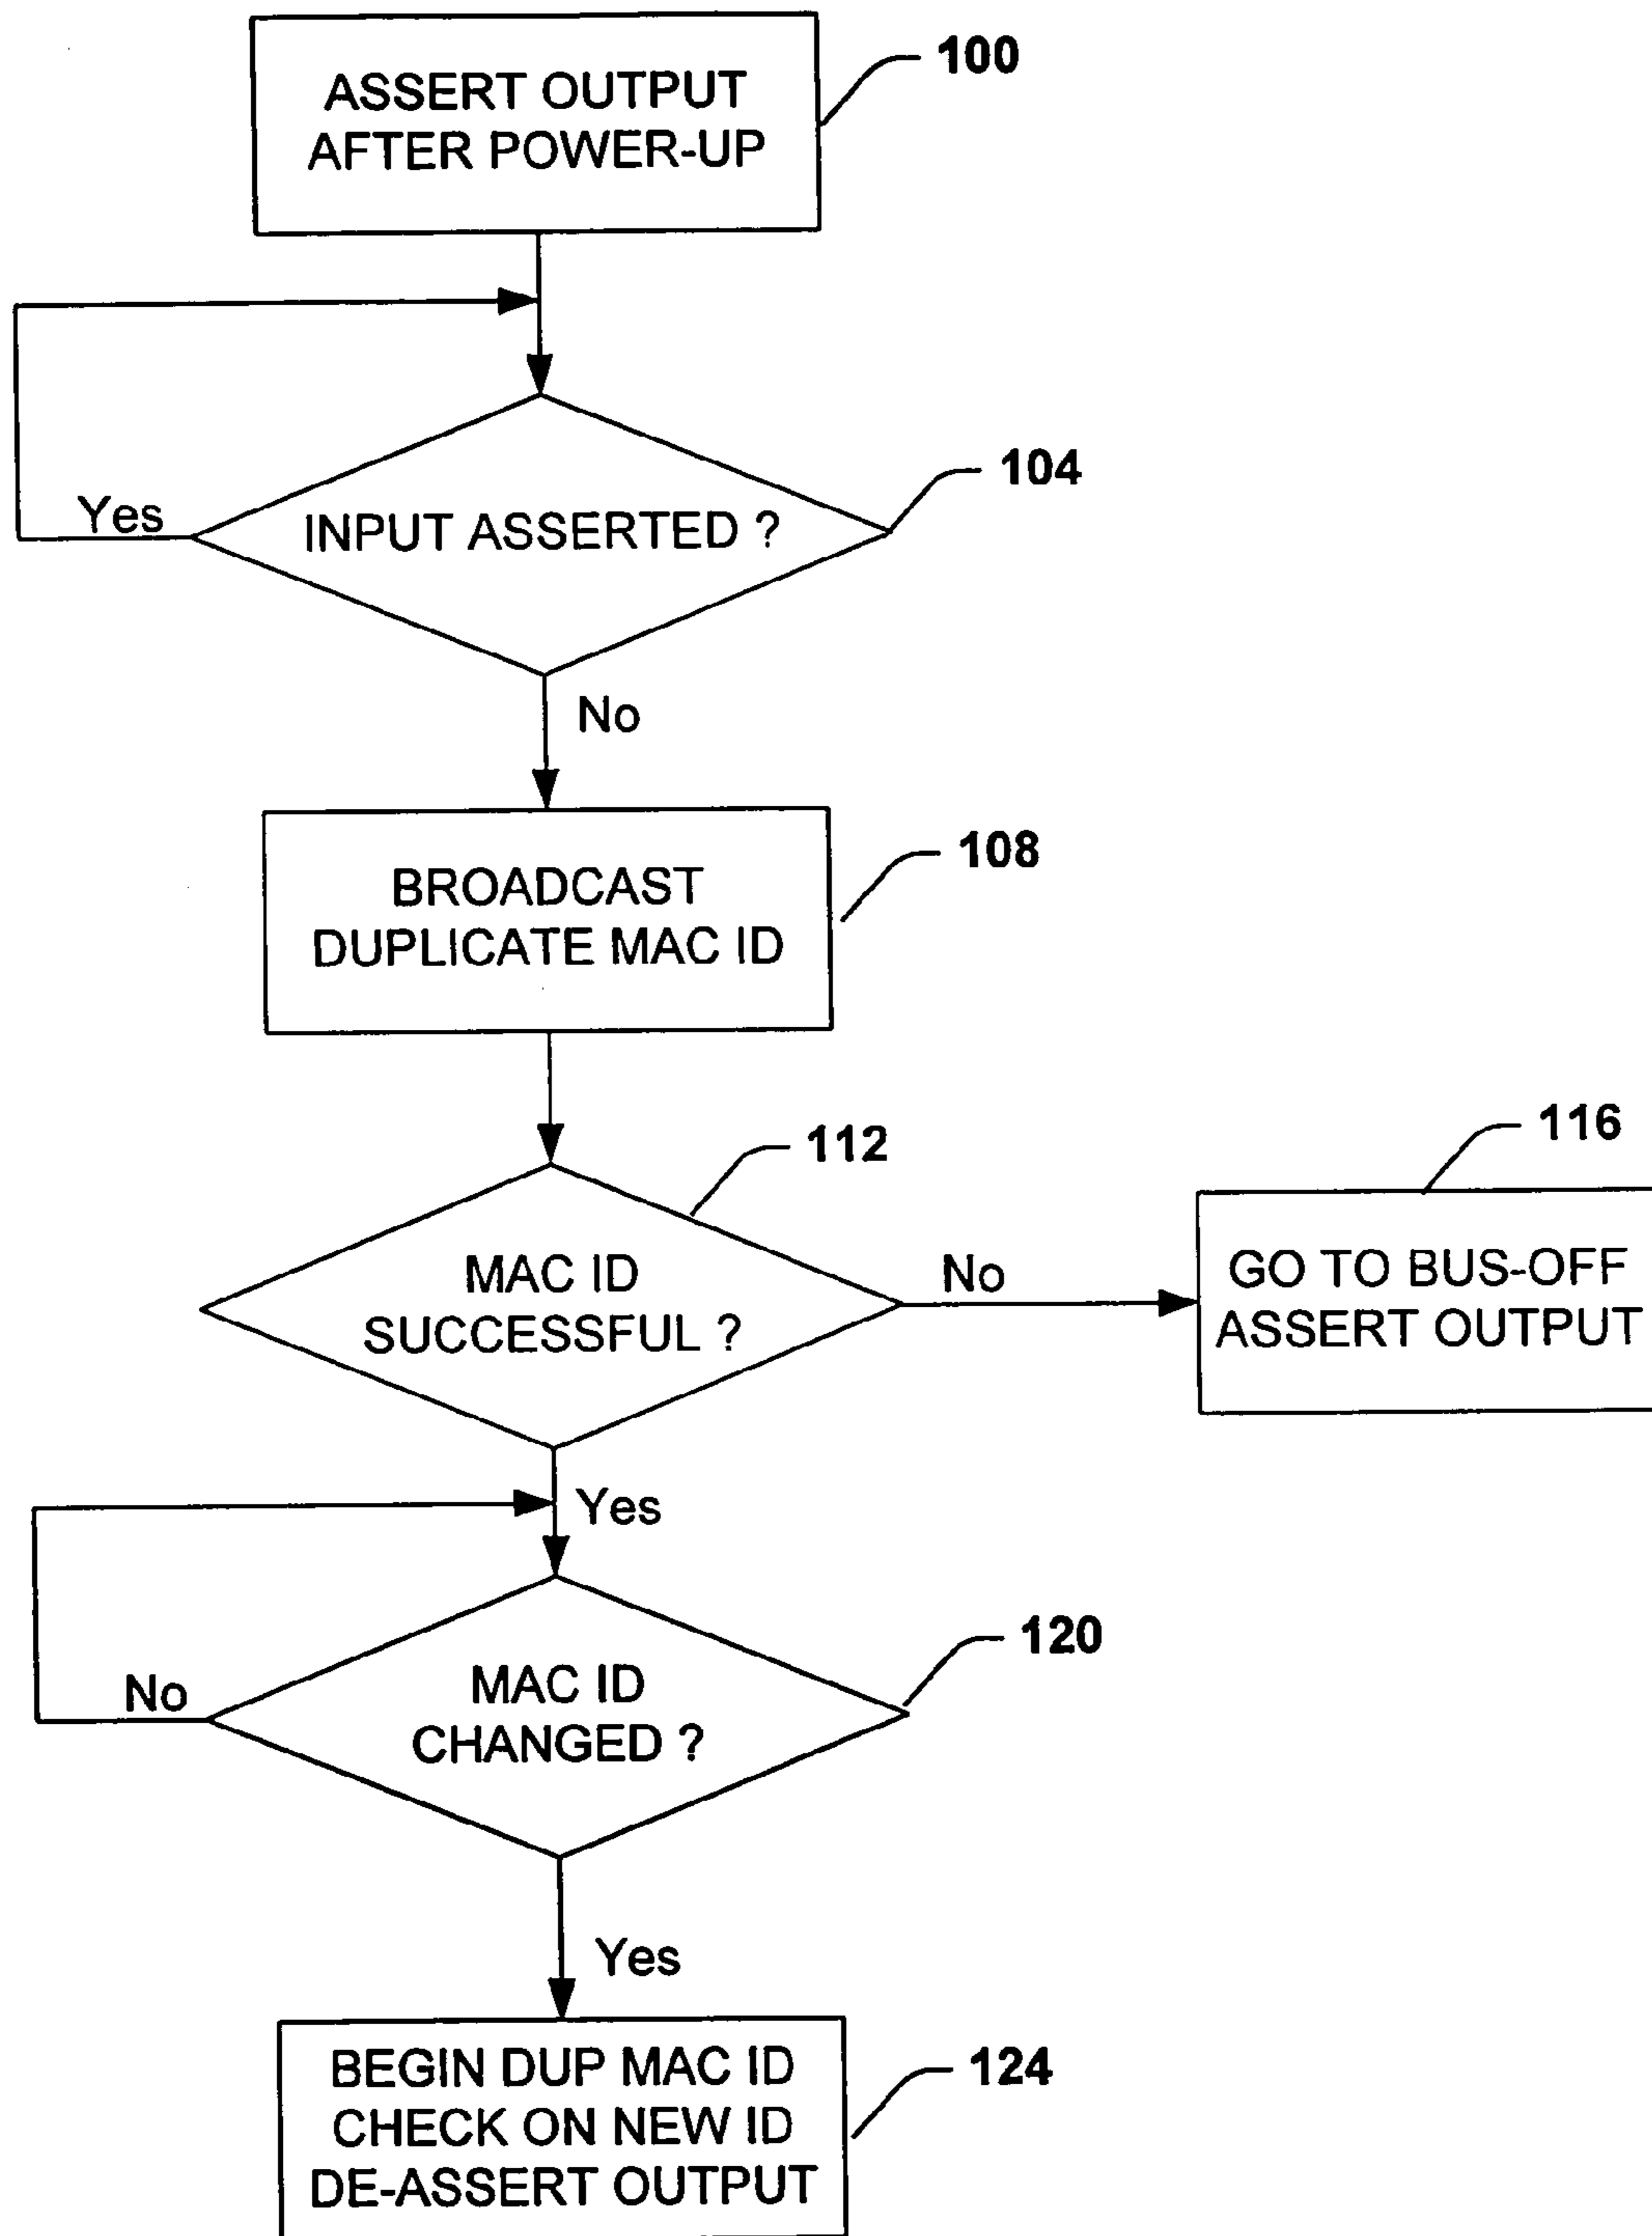 ASSERT OUTPUT
AFTER POWER-UP
100
INPUT ASSERTED ?
104
Yes
No
BROADCAST
DUPLICATE MAC ID
108
MAC ID
SUCCESSFUL ?
112
No
GO TO BUS-OFF
ASSERT OUTPUT
116
Yes
MAC ID
CHANGED ?
120
No
Yes
BEGIN DUP MAC ID
CHECK ON NEW ID
DE-ASSERT OUTPUT
124